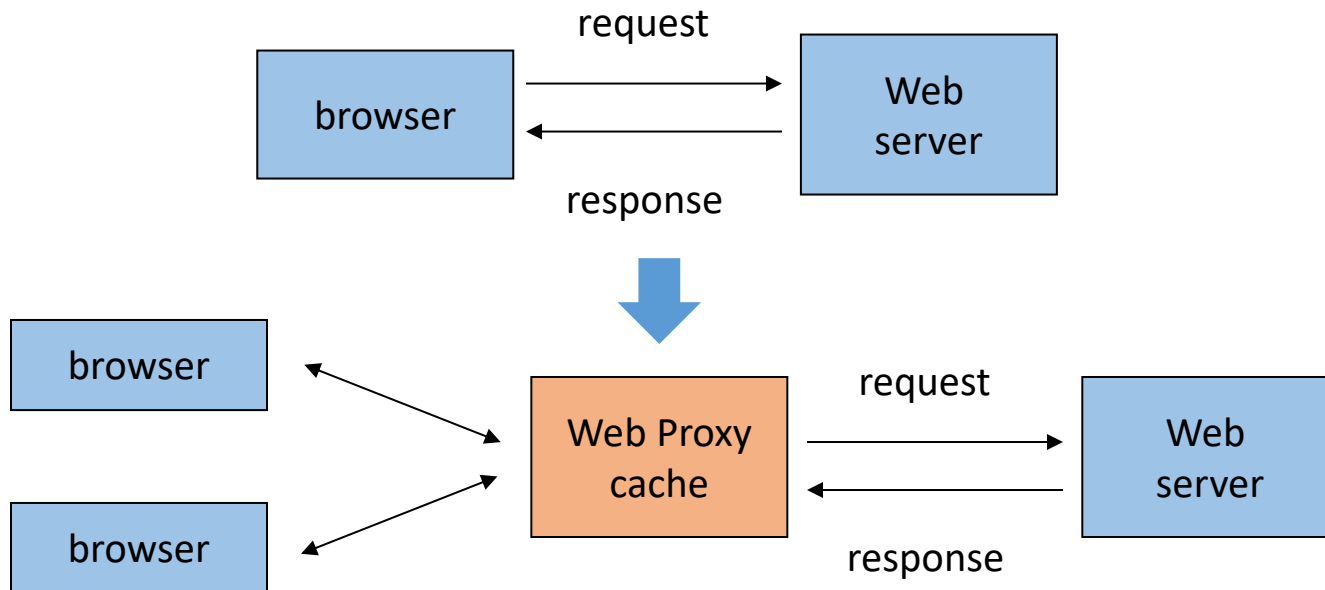 request
browser
Web
server
response
browser
request
Web Proxy
cache
Web
server
browser
response